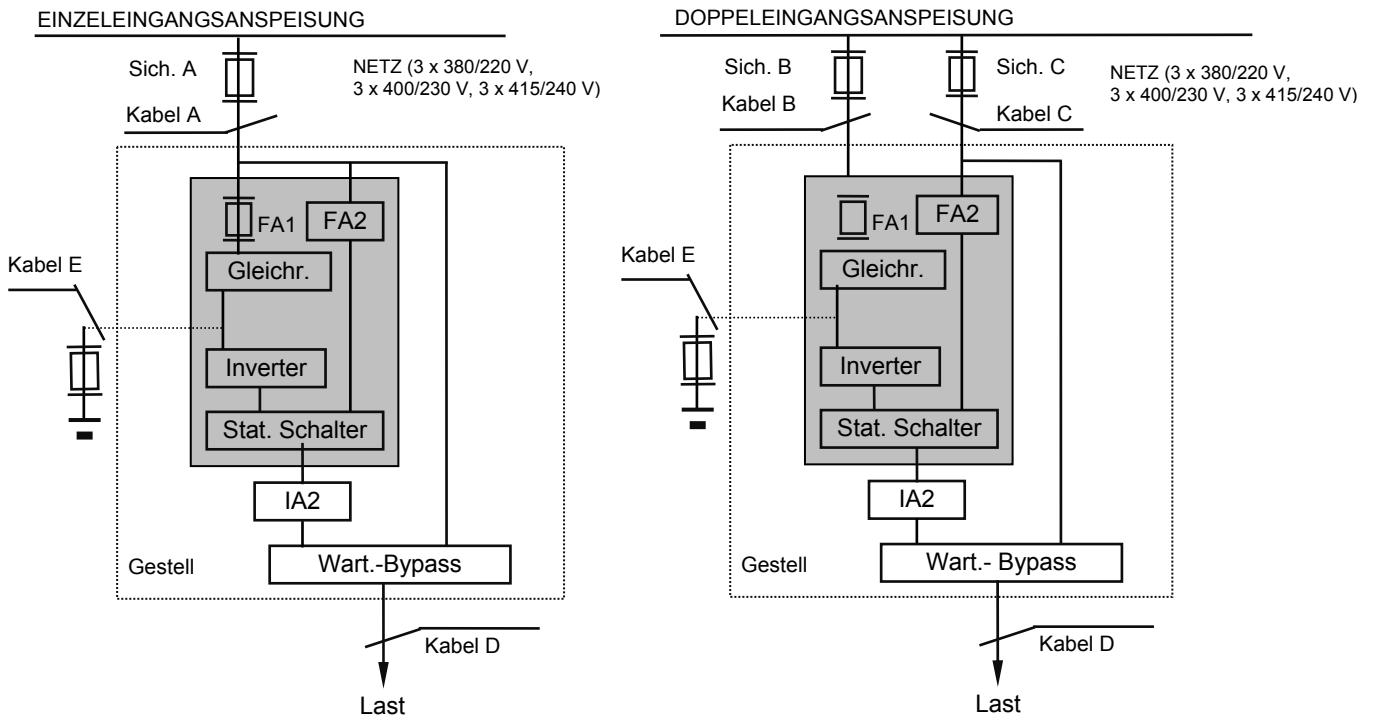 EINZELEINGANGSANSPEISUNG
Sich. A
NETZ (3 x 380/220 V,
3 x 400/230 V, 3 x 415/240 V)
Kabel A
FA1
FA2
Gleichr.
Kabel E
Inverter
Stat. Schalter
IA2
Gestell
Wart.-Bypass
Kabel D
Last
DOPPELEINGANGSANSPEISUNG
Sich. B
Sich. C
NETZ (3 x 380/220 V,
3 x 400/230 V, 3 x 415/240 V)
Kabel B
Kabel C
FA1
FA2
Gleichr.
Kabel E
Inverter
Stat. Schalter
IA2
Gestell
Wart.- Bypass
Kabel D
Last